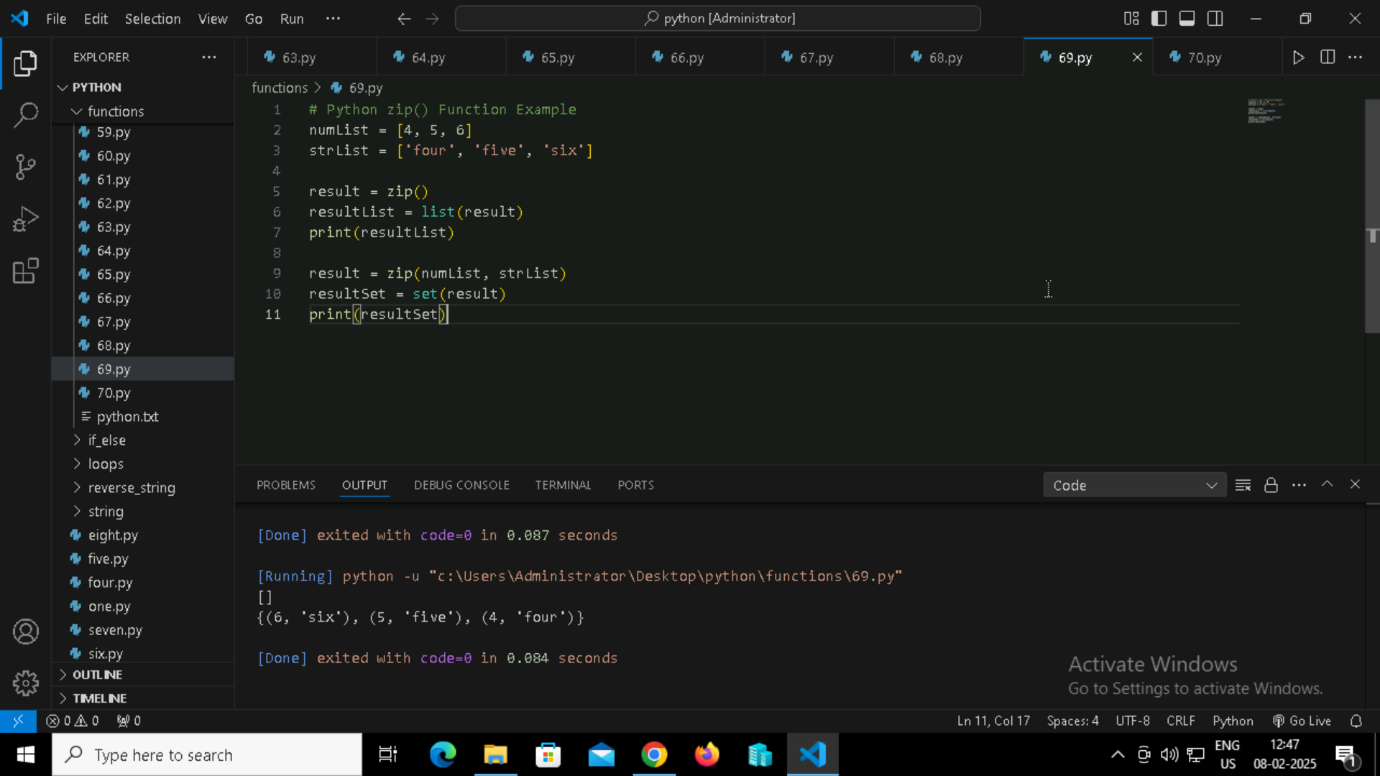 File Edit Selection View Go Run ··· python [Administrator]
EXPLORER ···
63.py 64.py 65.py 66.py 67.py 68.py 69.py 70.py
PYTHON
functions
59.py
60.py
61.py
62.py
63.py
64.py
65.py
66.py
67.py
68.py
69.py
70.py
python.txt
if_else
loops
reverse_string
string
eight.py
five.py
four.py
one.py
seven.py
six.py
OUTLINE
TIMELINE
functions > 69.py
1 # Python zip() Function Example
2 numList = [4, 5, 6]
3 strList = ['four', 'five', 'six']
4
5 result = zip()
6 resultList = list(result)
7 print(resultList)
8
9 result = zip(numList, strList)
10 resultSet = set(result)
11 print(resultSet)
PROBLEMS OUTPUT DEBUG CONSOLE TERMINAL PORTS Code
[Done] exited with code=0 in 0.087 seconds
[Running] python -u "c:\Users\Administrator\Desktop\python\functions\69.py"
[]
{(6, 'six'), (5, 'five'), (4, 'four')}
[Done] exited with code=0 in 0.084 seconds
Activate Windows
Go to Settings to activate Windows.
0 0 0 Ln 11, Col 17 Spaces: 4 UTF-8 CRLF Python Go Live
Type here to search
ENG
US
12:47
08-02-2025
1